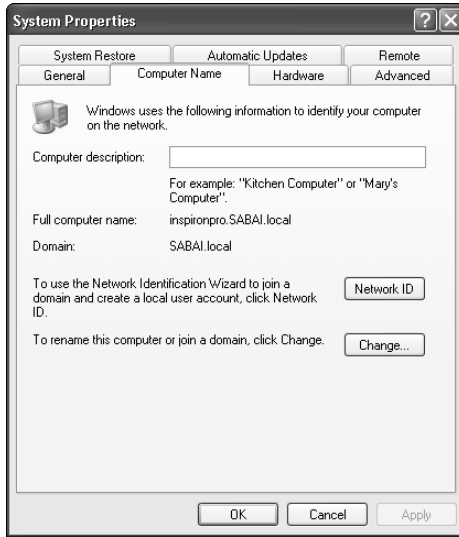 System Properties
System Restore
Automatic Updates
Remote
General
Computer Name
Hardware
Advanced
Windows uses the following information to identify your computer
on the network.
Computer description:
For example: "Kitchen Computer" or "Mary's
Computer".
Full computer name:
inspironpro.SABAI.local
Domain:
SABAI.local
To use the Network Identification Wizard to join a
domain and create a local user account, click Network
ID.
Network ID
To rename this computer or join a domain, click Change.
Change...
OK
Cancel
Apply